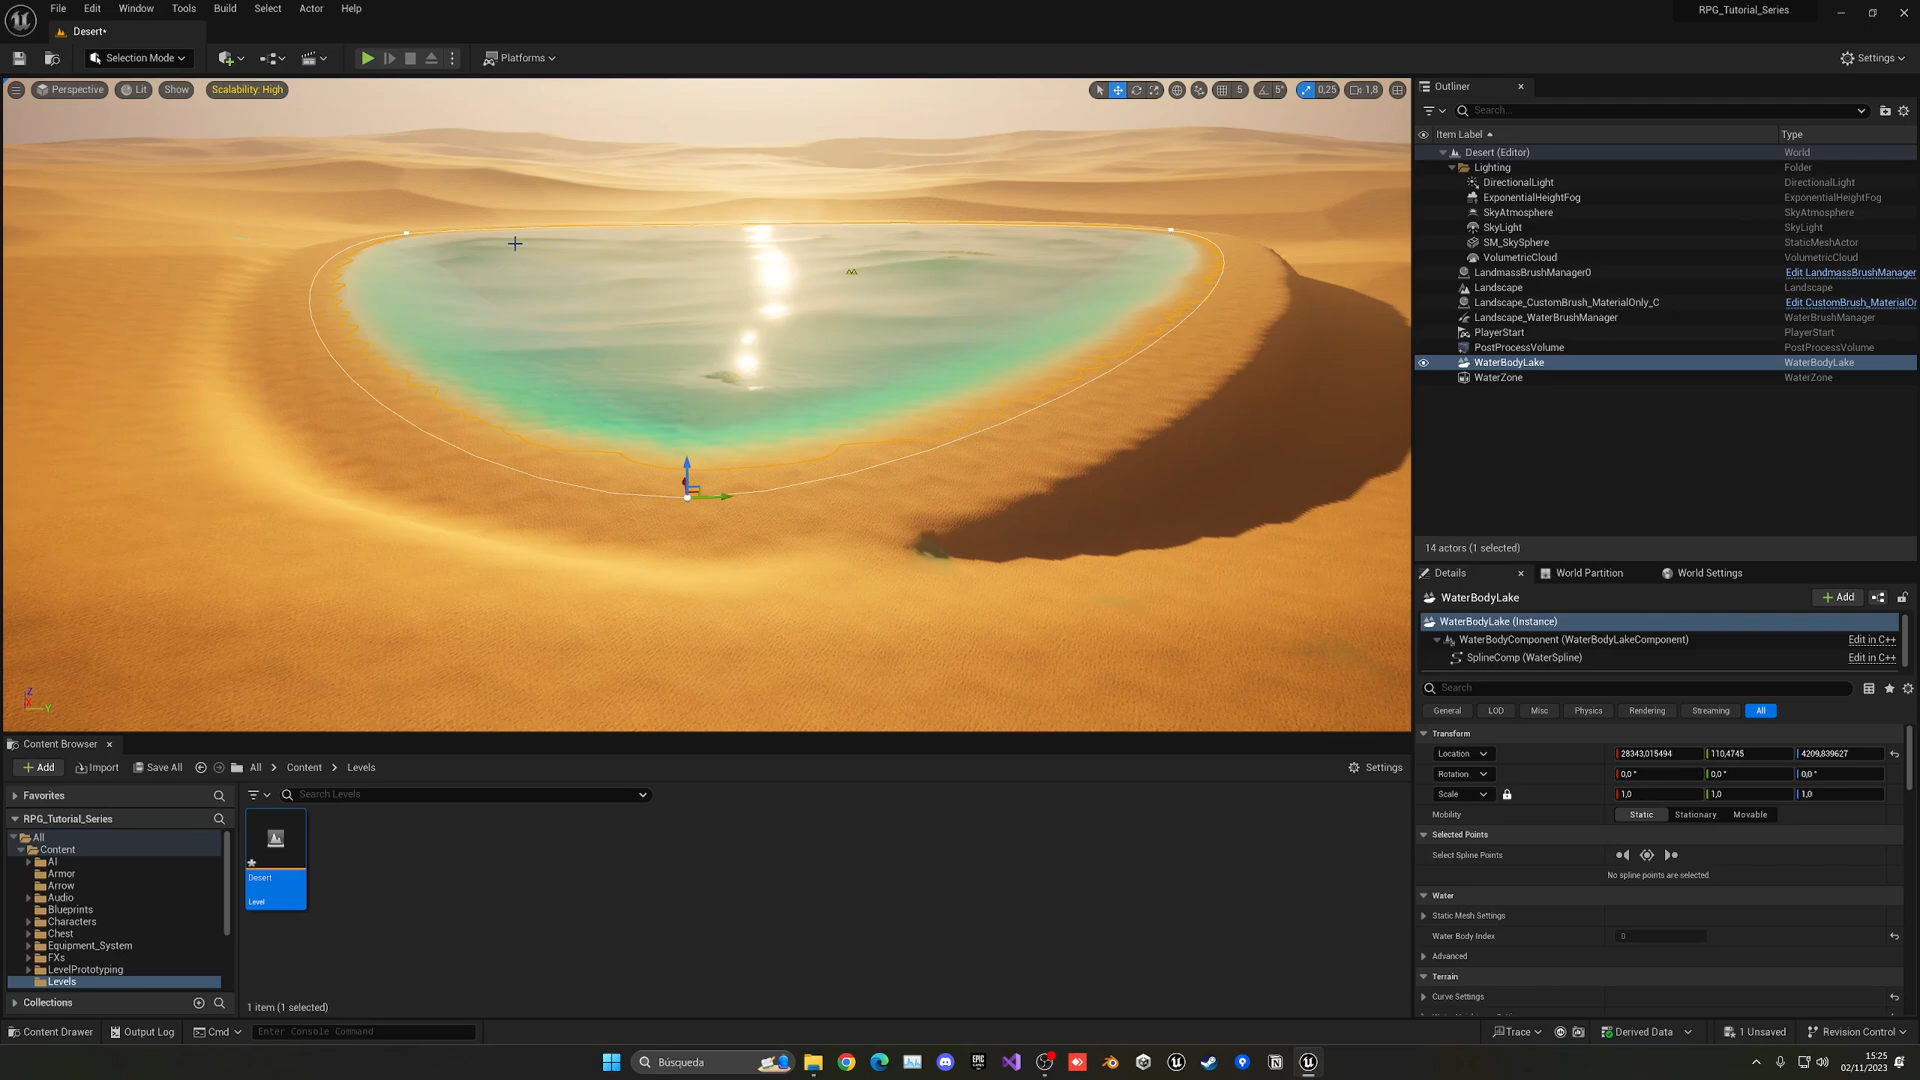 File Edit Window Tools Build Select Actor Help
RPG_Tutorial_Series
Desert*
Selection Mode
Platforms
Settings
Perspective Lit Show Scalability: High
5 5° 0,25 1,8
Outliner
Search...
Item Label Type
Desert (Editor) World
Lighting Folder
DirectionalLight DirectionalLight
ExponentialHeightFog ExponentialHeightFog
SkyAtmosphere SkyAtmosphere
SkyLight SkyLight
SM_SkySphere StaticMeshActor
VolumetricCloud VolumetricCloud
LandmassBrushManager0 Edit LandmassBrushManager
Landscape Landscape
Landscape_CustomBrush_MaterialOnly_C Edit CustomBrush_MaterialOr
Landscape_WaterBrushManager WaterBrushManager
PlayerStart PlayerStart
PostProcessVolume PostProcessVolume
WaterBodyLake WaterBodyLake
WaterZone WaterZone
14 actors (1 selected)
Details World Partition World Settings
WaterBodyLake
Add
WaterBodyLake (Instance)
WaterBodyComponent (WaterBodyLakeComponent) Edit in C++
SplineComp (WaterSpline) Edit in C++
Search
General LOD Misc Physics Rendering Streaming All
Transform
Location 28343,015494 110,4745 4209,839627
Rotation 0,0 ° 0,0 ° 0,0 °
Scale 1,0 1,0 1,0
Mobility Static Stationary Movable
Selected Points
Select Spline Points
No spline points are selected.
Water
Static Mesh Settings
Water Body Index 0
Advanced
Terrain
Curve Settings
Z
X
Y
Content Browser
Add Import Save All All Content Levels
Settings
Favorites
Search Levels
RPG_Tutorial_Series
All
Content
AI
Armor
Arrow
Audio
Blueprints
Characters
Chest
Equipment_System
FXs
LevelPrototyping
Levels
Desert
Level
Collections
1 item (1 selected)
Content Drawer Output Log Cmd Enter Console Command
Trace Derived Data 1 Unsaved Revision Control
Búsqueda
EPIC GAMES
15:25
02/11/2023